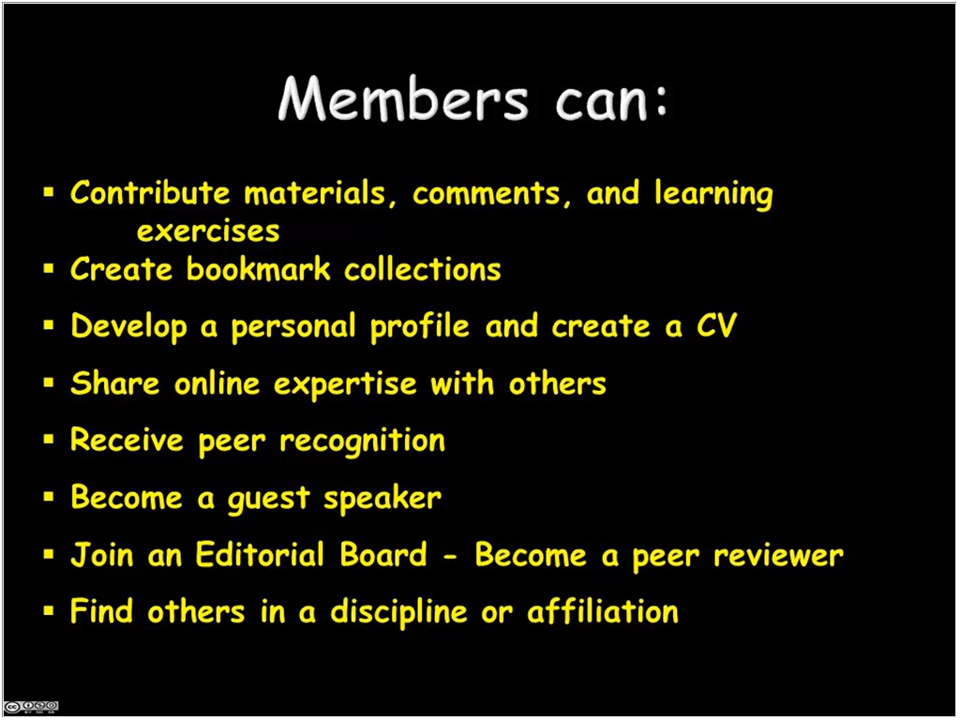 Members can:
▪ Contribute materials, comments, and learning
exercises
▪ Create bookmark collections
▪ Develop a personal profile and create a CV
▪ Share online expertise with others
▪ Receive peer recognition
▪ Become a guest speaker
▪ Join an Editorial Board - Become a peer reviewer
▪ Find others in a discipline or affiliation